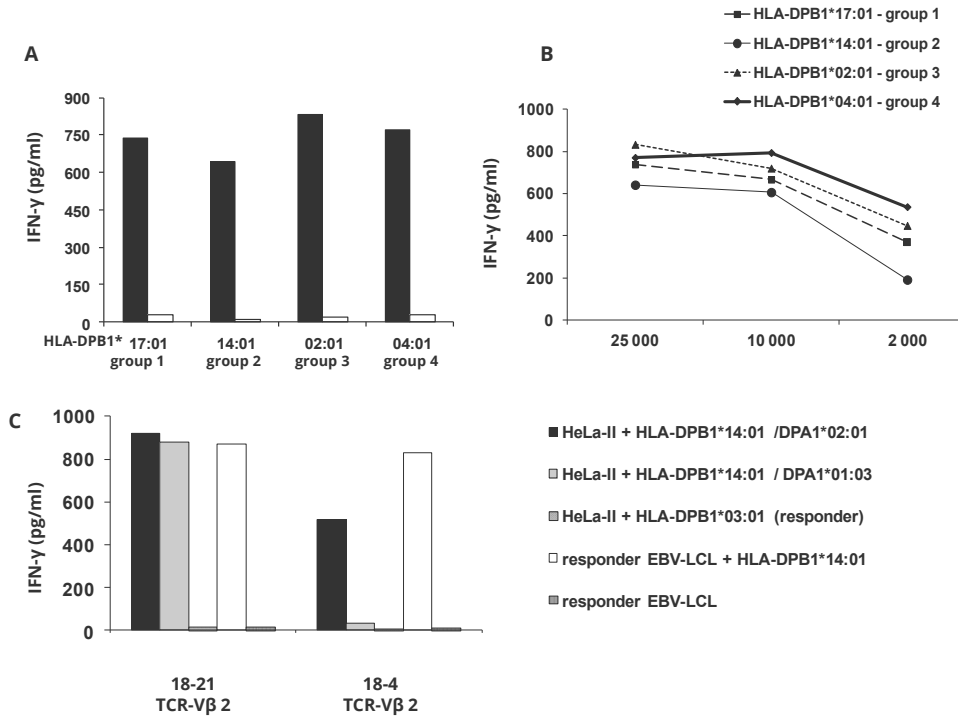 A
900
750
600
450
300
150
0
IFN-γ (pg/ml)
HLA-DPB1* 17:01 14:01 02:01 04:01
group 1 group 2 group 3 group 4
B
HLA-DPB1*17:01 - group 1
HLA-DPB1*14:01 - group 2
HLA-DPB1*02:01 - group 3
HLA-DPB1*04:01 - group 4
1000
800
600
400
200
0
IFN-γ (pg/ml)
25 000 10 000 2 000
C
1000
800
600
400
200
0
IFN-γ (pg/ml)
18-21 18-4
TCR-Vβ 2 TCR-Vβ 2
HeLa-II + HLA-DPB1*14:01 /DPA1*02:01
HeLa-II + HLA-DPB1*14:01 / DPA1*01:03
HeLa-II + HLA-DPB1*03:01 (responder)
responder EBV-LCL + HLA-DPB1*14:01
responder EBV-LCL